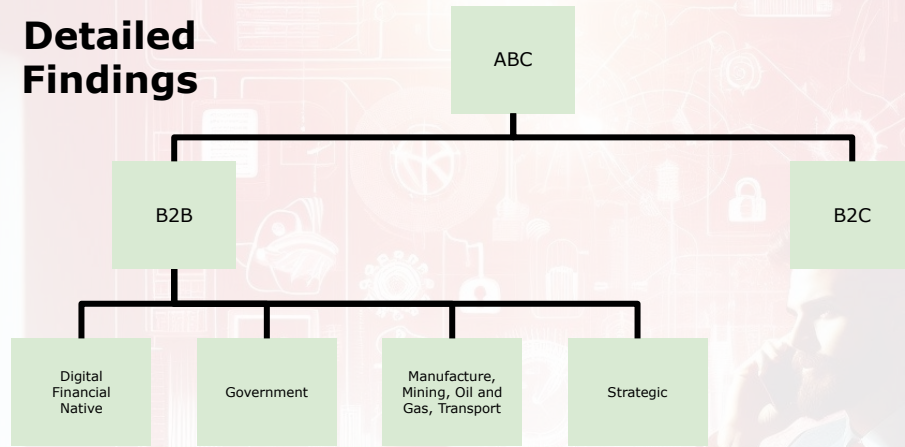 Detailed
Findings
ABC
B2B
B2C
Digital
Financial
Native
Government
Manufacture,
Mining, Oil and
Gas, Transport
Strategic